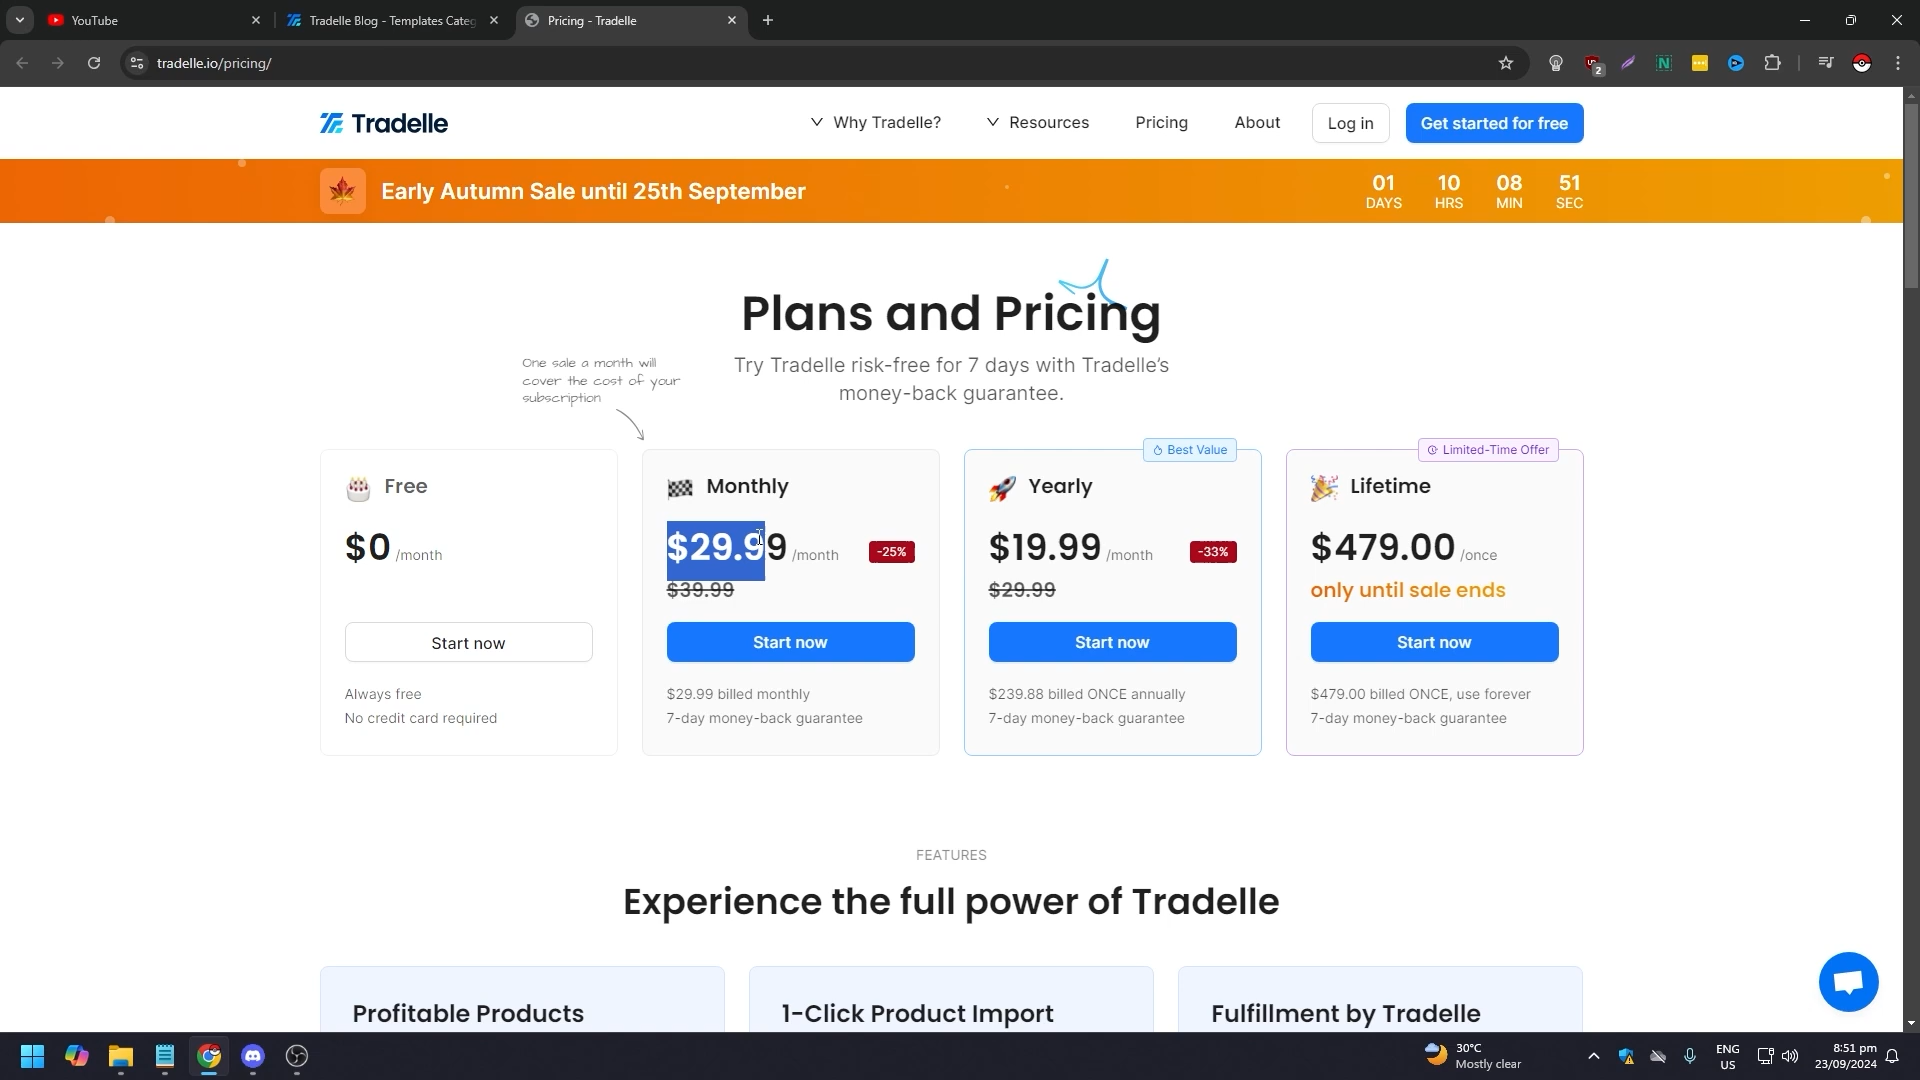 YouTube
Tradelle Blog - Templates Categ
Pricing - Tradelle
tradelle.io/pricing/
2
Tradelle
Why Tradelle?
Resources
Pricing
About
Log in
Get started for free
Early Autumn Sale until 25th September
01 10 08 51
DAYS HRS MIN SEC
Plans and Pricing
Try Tradelle risk-free for 7 days with Tradelle's
money-back guarantee.
One sale a month will
cover the cost of your
subscription
Free
$0 /month
Start now
Always free
No credit card required
Monthly
$29.99 /month -25%
$39.99
Start now
$29.99 billed monthly
7-day money-back guarantee
Best Value
Yearly
$19.99 /month -33%
$29.99
Start now
$239.88 billed ONCE annually
7-day money-back guarantee
Limited-Time Offer
Lifetime
$479.00 /once
only until sale ends
Start now
$479.00 billed ONCE, use forever
7-day money-back guarantee
FEATURES
Experience the full power of Tradelle
Profitable Products
1-Click Product Import
Fulfillment by Tradelle
30°C
Mostly clear
ENG
US
8:51 pm
23/09/2024